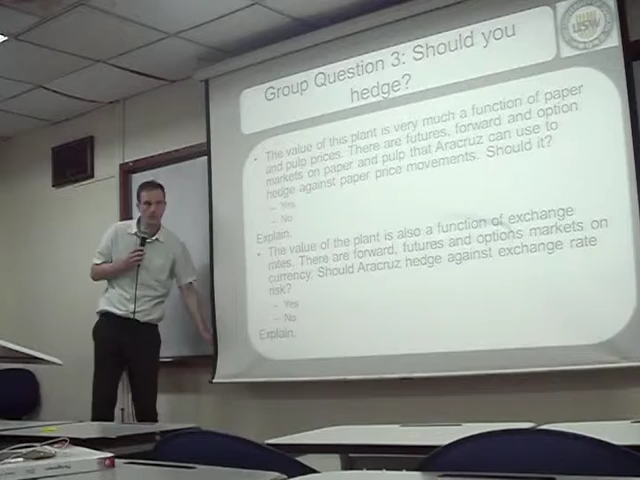 Group Question 3: Should you
hedge?
• The value of this plant is very much a function of paper
and pulp prices. There are futures, forward and option
markets on paper and pulp that Aracruz can use to
hedge against paper price movements. Should it?
– Yes
– No
Explain.
• The value of the plant is also a function of exchange
rates. There are forward, futures and options markets on
currency. Should Aracruz hedge against exchange rate
risk?
– Yes
– No
Explain.